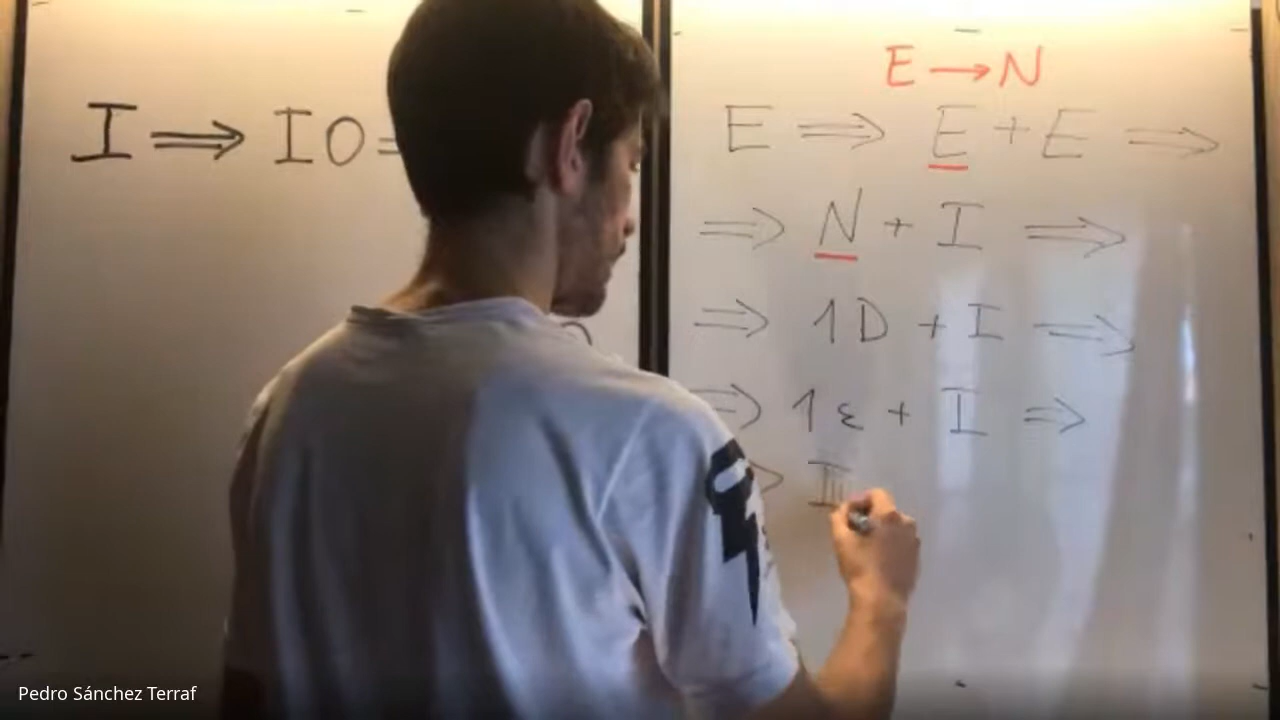 I ⇒ IO =
E → N
E ⇒ E + E ⇒
⇒ N + I ⇒
⇒ 1D + I ⇒
⇒ 1ε + I ⇒
Pedro Sánchez Terraf